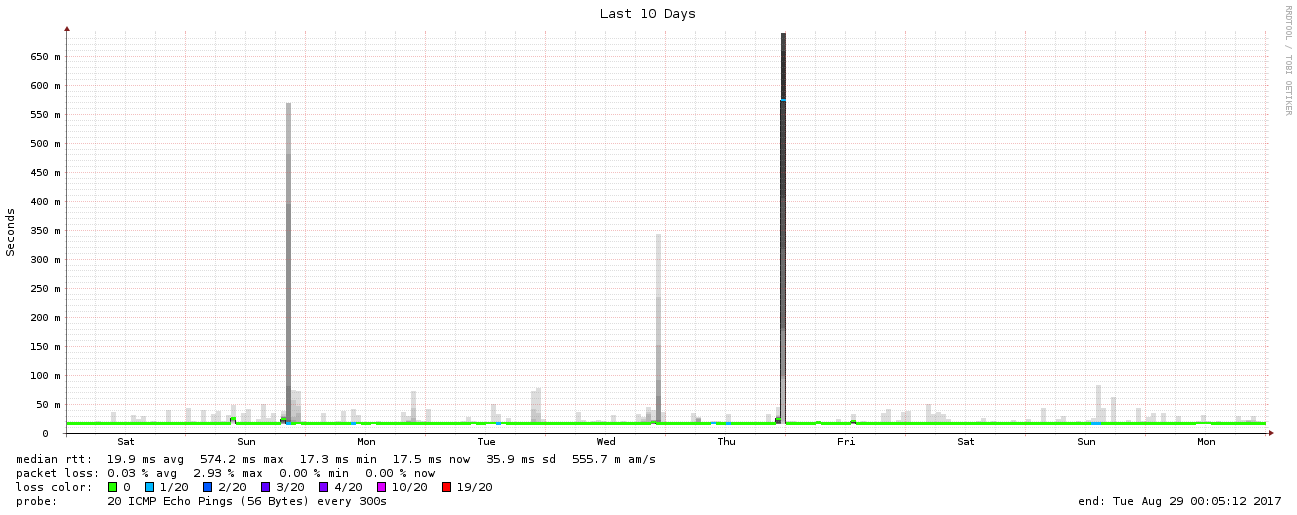 Last 10 Days
RRDTOOL / TOBI OETIKER
Seconds
650 m
600 m
550 m
500 m
450 m
400 m
350 m
300 m
250 m
200 m
150 m
100 m
50 m
0
Sat Sun Mon Tue Wed Thu Fri Sat Sun Mon
median rtt: 19.9 ms avg 574.2 ms max 17.3 ms min 17.5 ms now 35.9 ms sd 555.7 m am/s
packet loss: 0.03 % avg 2.93 % max 0.00 % min 0.00 % now
loss color: 0 1/20 2/20 3/20 4/20 10/20 19/20
probe: 20 ICMP Echo Pings (56 Bytes) every 300s end: Tue Aug 29 00:05:12 2017